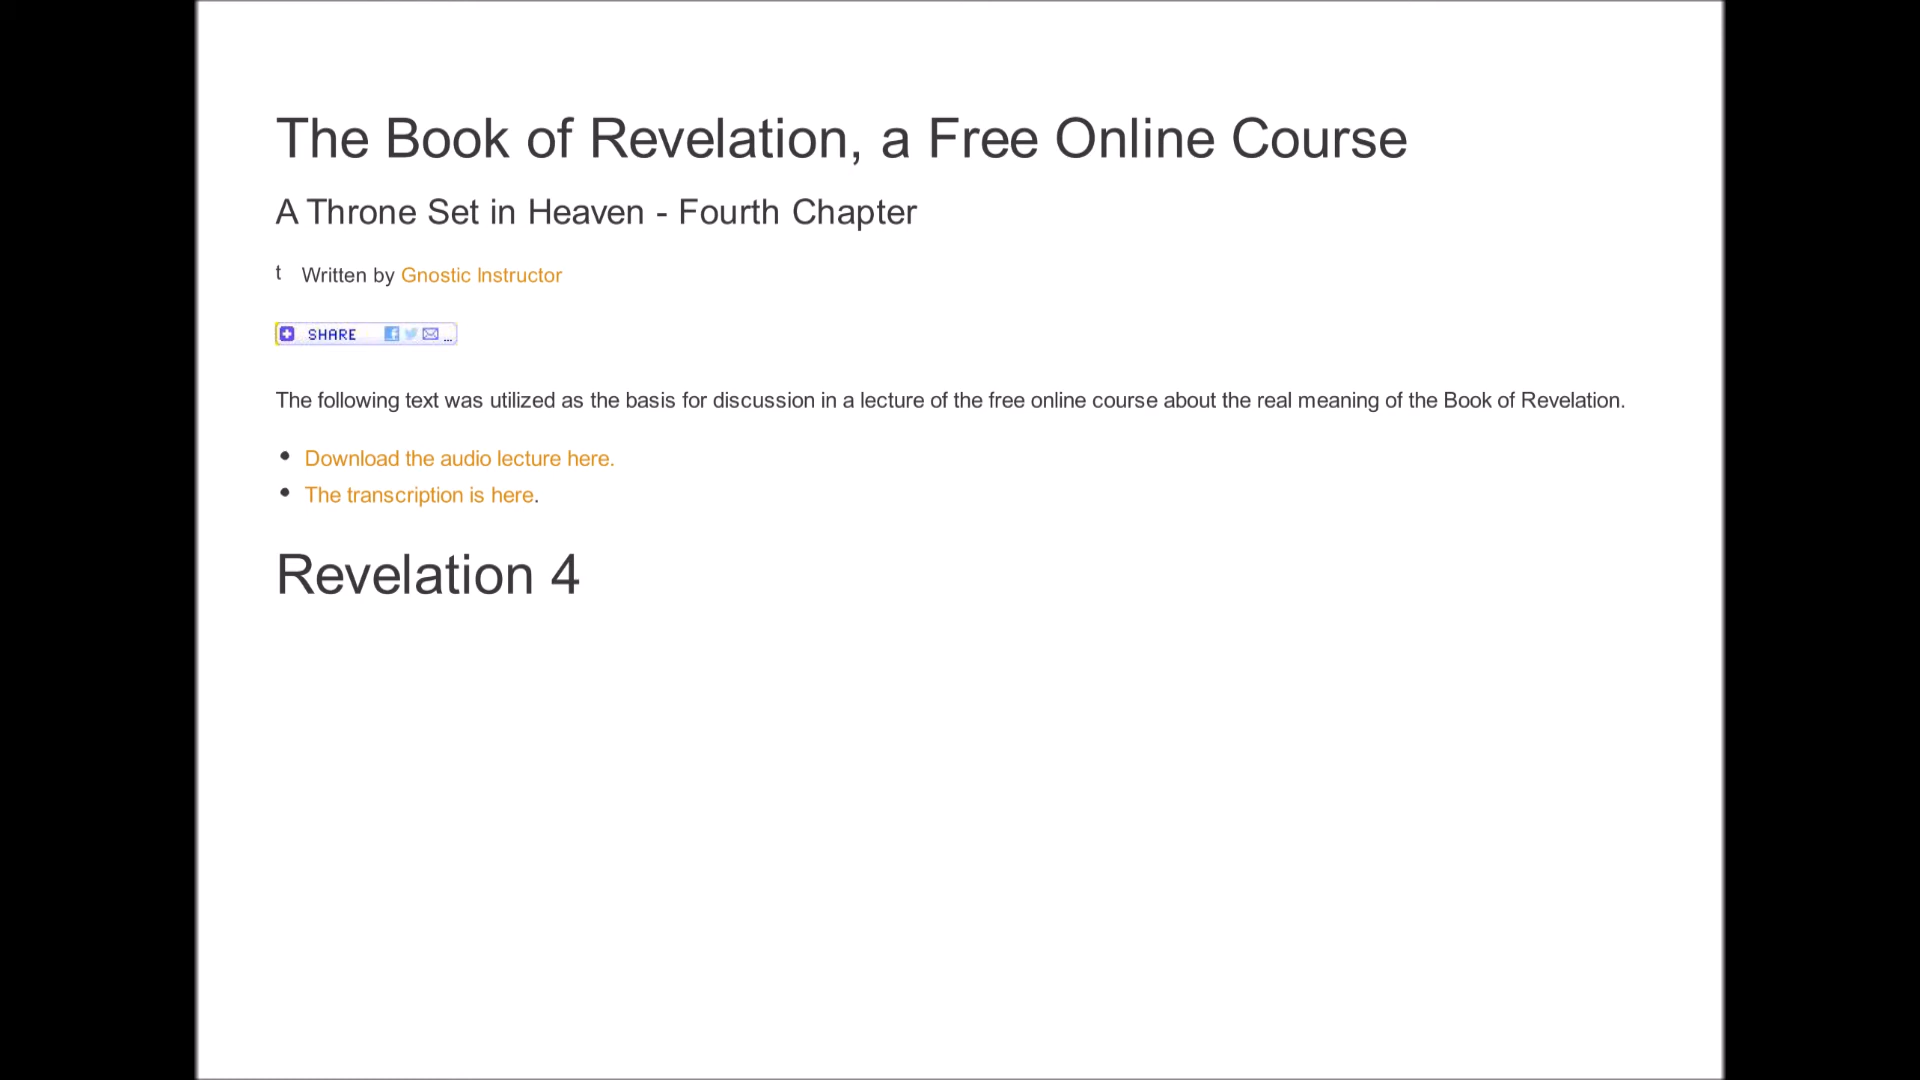 The Book of Revelation, a Free Online Course
A Throne Set in Heaven - Fourth Chapter
t Written by Gnostic Instructor
SHARE ...
The following text was utilized as the basis for discussion in a lecture of the free online course about the real meaning of the Book of Revelation.
• Download the audio lecture here.
• The transcription is here.
Revelation 4